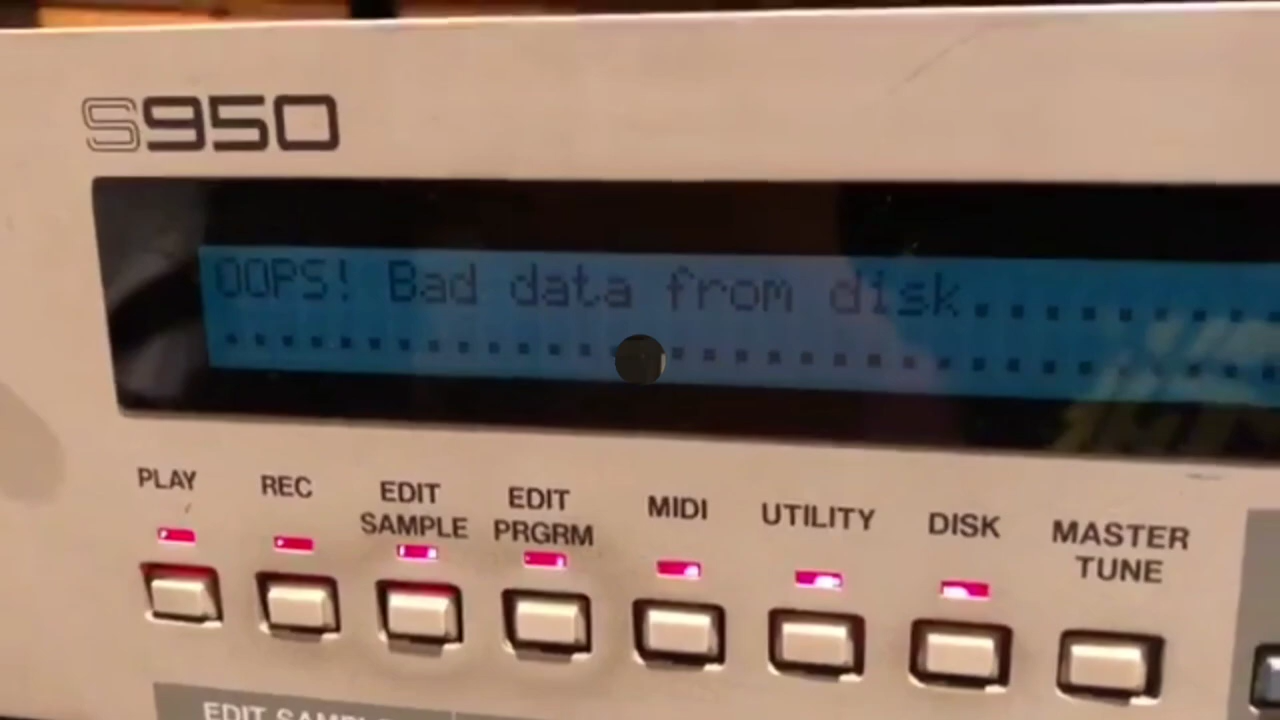 S950
OOPS! Bad data from disk................
PLAY
REC
EDIT
SAMPLE
EDIT
PRGRM
MIDI
UTILITY
DISK
MASTER
TUNE
EDIT SAMPL